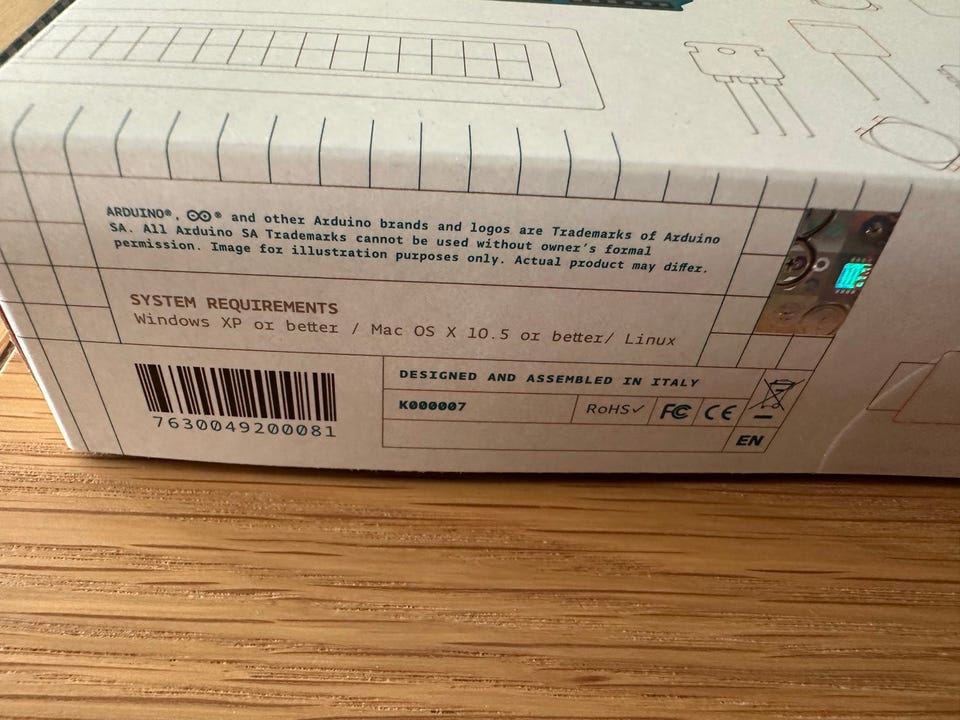 ARDUINO®, ® and other Arduino brands and logos are Trademarks of Arduino
SA. All Arduino SA Trademarks cannot be used without owner's formal
permission. Image for illustration purposes only. Actual product may differ.
SYSTEM REQUIREMENTS
Windows XP or better / Mac OS X 10.5 or better/ Linux
7630049200081
DESIGNED AND ASSEMBLED IN ITALY
K000007
RoHS✓ FC CE
EN